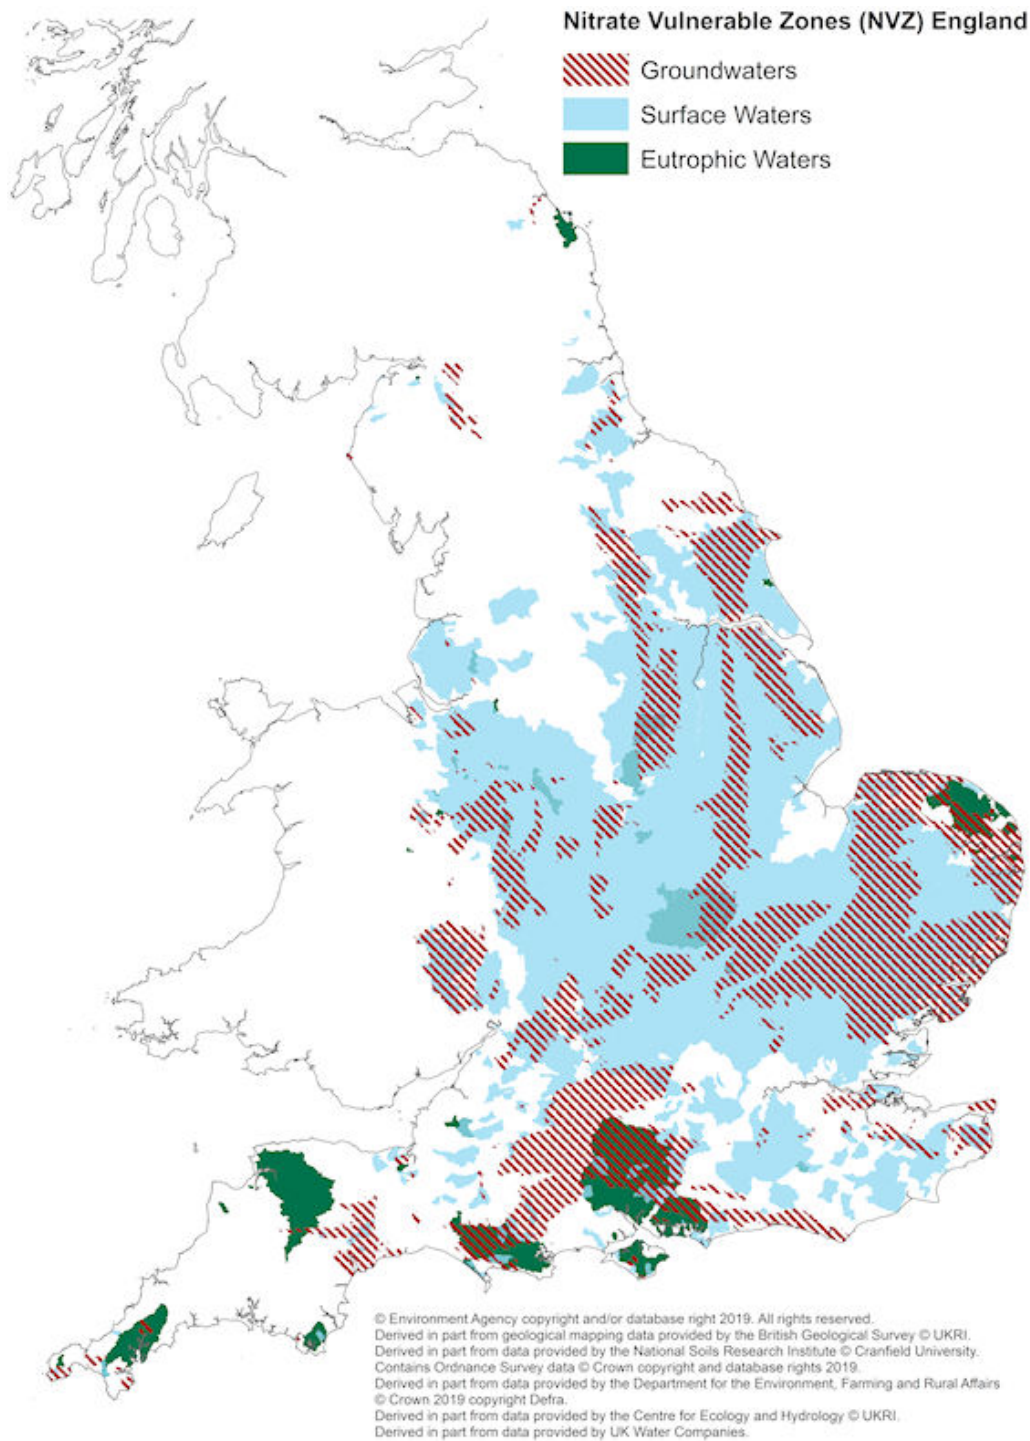 Nitrate Vulnerable Zones (NVZ) England
Groundwaters
Surface Waters
Eutrophic Waters
© Environment Agency copyright and/or database right 2019. All rights reserved.
Derived in part from geological mapping data provided by the British Geological Survey © UKRI.
Derived in part from data provided by the National Soils Research Institute © Cranfield University.
Contains Ordnance Survey data © Crown copyright and database rights 2019.
Derived in part from data provided by the Department for the Environment, Farming and Rural Affairs
© Crown 2019 copyright Defra.
Derived in part from data provided by the Centre for Ecology and Hydrology © UKRI.
Derived in part from data provided by UK Water Companies.